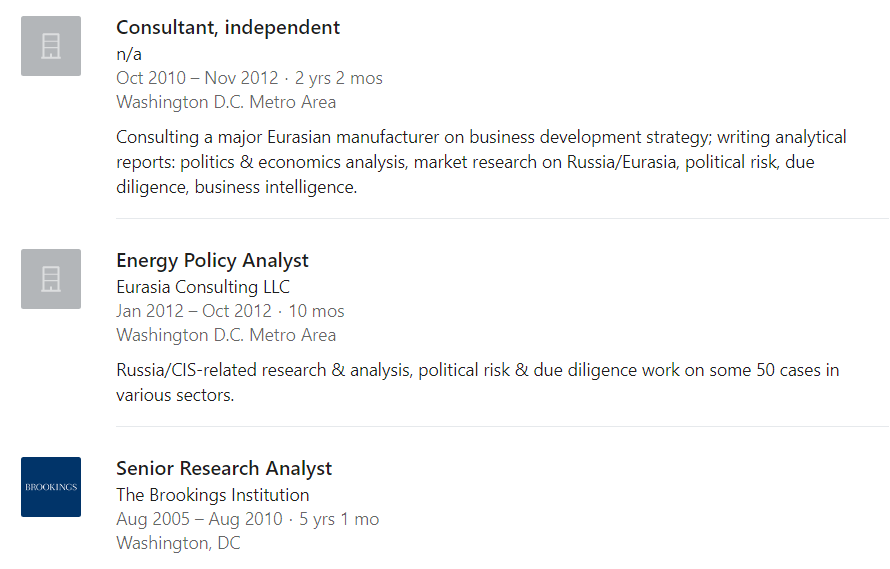 Consultant, independent
n/a
Oct 2010 – Nov 2012 · 2 yrs 2 mos
Washington D.C. Metro Area
Consulting a major Eurasian manufacturer on business development strategy; writing analytical
reports: politics & economics analysis, market research on Russia/Eurasia, political risk, due
diligence, business intelligence.
Energy Policy Analyst
Eurasia Consulting LLC
Jan 2012 – Oct 2012 · 10 mos
Washington D.C. Metro Area
Russia/CIS-related research & analysis, political risk & due diligence work on some 50 cases in
various sectors.
BROOKINGS
Senior Research Analyst
The Brookings Institution
Aug 2005 – Aug 2010 · 5 yrs 1 mo
Washington, DC